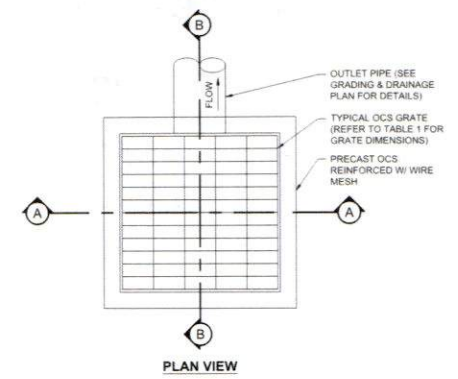 B
OUTLET PIPE (SEE
GRADING & DRAINAGE
PLAN FOR DETAILS)
FLOW
TYPICAL OCS GRATE
(REFER TO TABLE 1 FOR
GRATE DIMENSIONS)
PRECAST OCS
REINFORCED W/ WIRE
MESH
A
A
B
PLAN VIEW